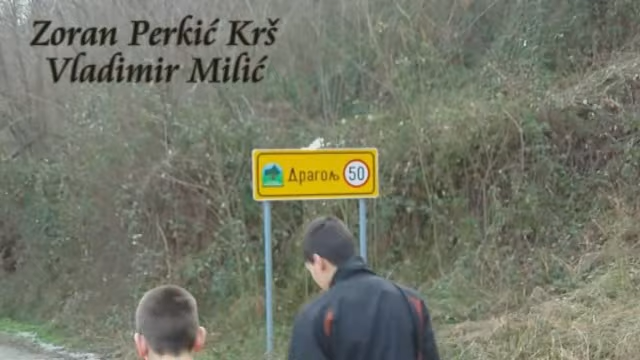 Zoran Perkić Krš
Vladimir Milić
Драгољ 50